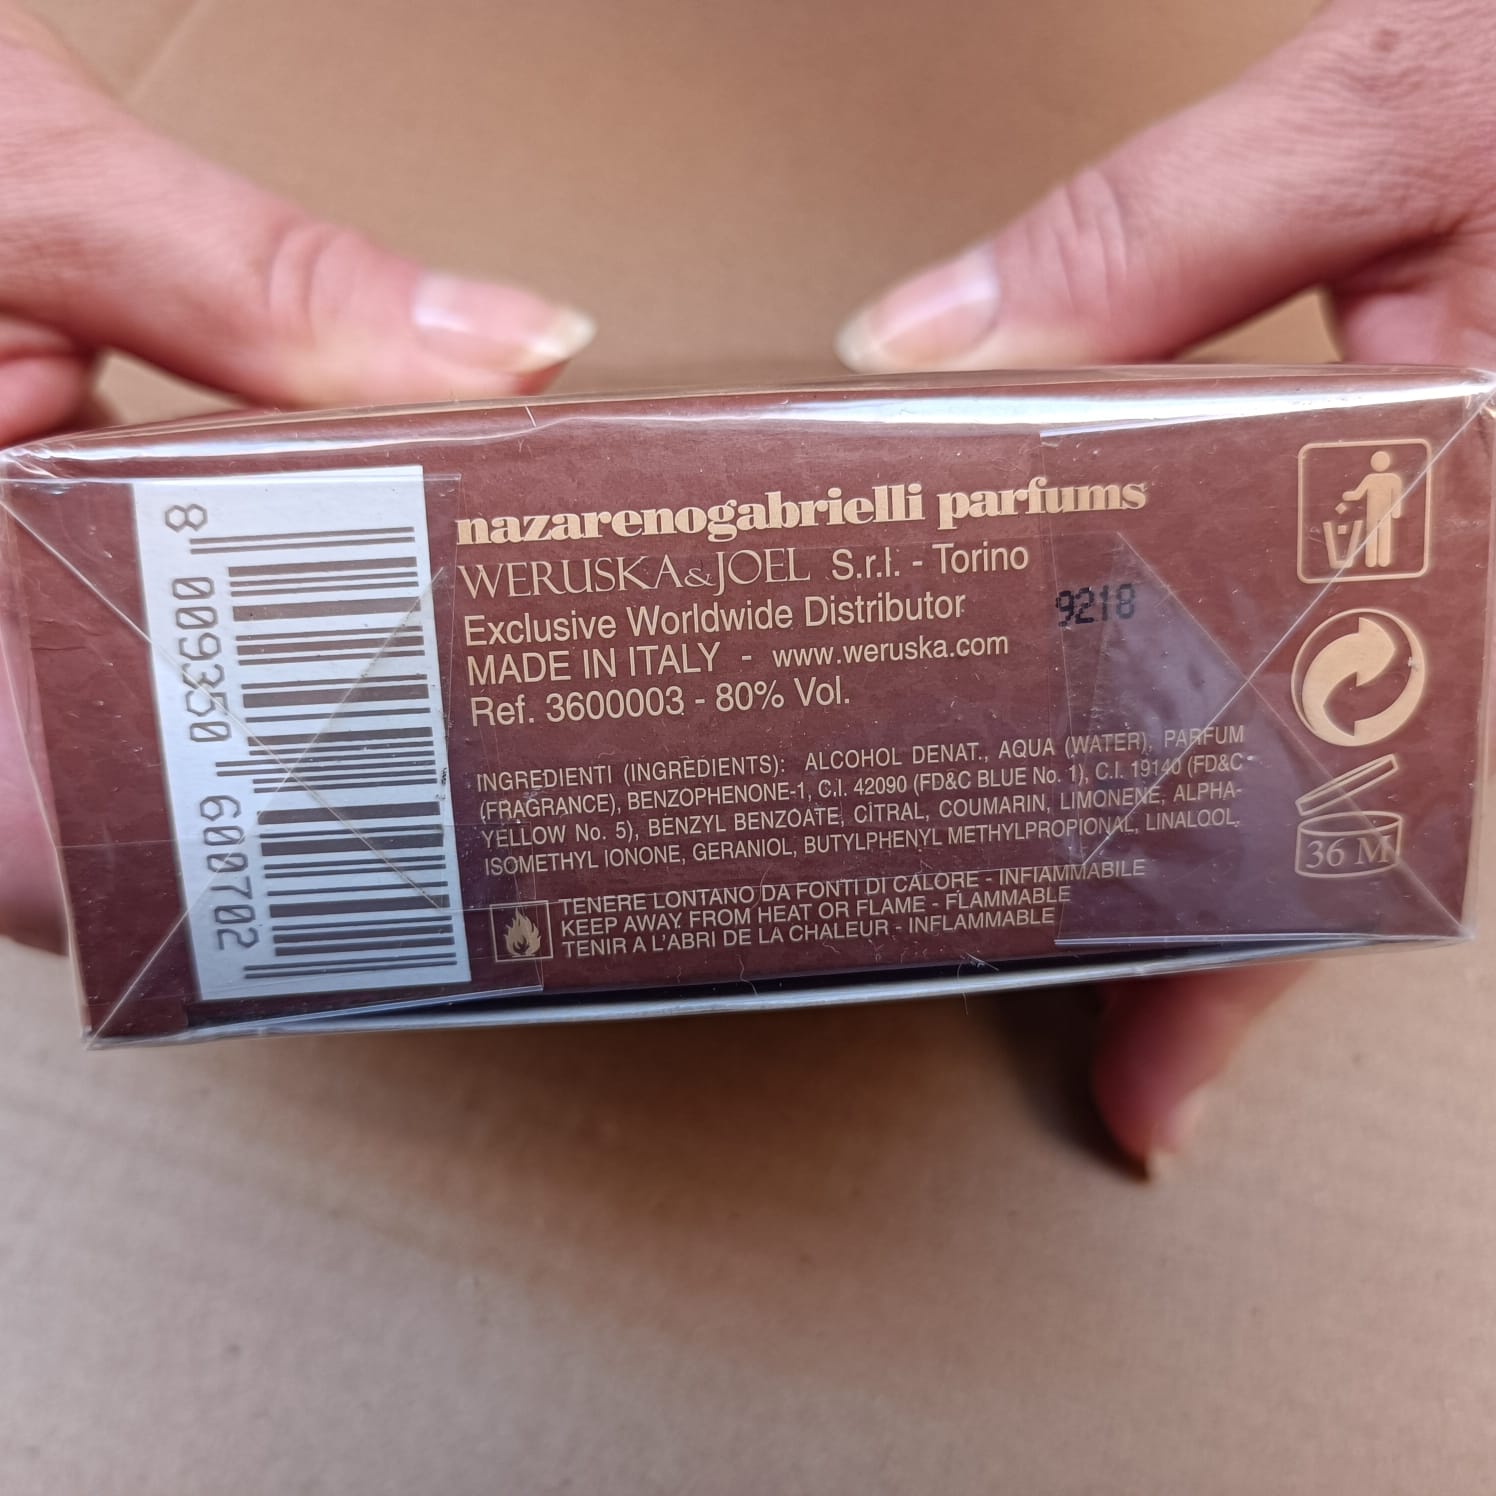 8 009350 600702
nazarenogabrielli parfums
WERUSKA&JOEL S.r.l. - Torino
Exclusive Worldwide Distributor
9218
MADE IN ITALY - www.weruska.com
Ref. 3600003 - 80% Vol.
INGREDIENTI (INGREDIENTS): ALCOHOL DENAT., AQUA (WATER), PARFUM
(FRAGRANCE), BENZOPHENONE-1, C.I. 42090 (FD&C BLUE No. 1), C.I. 19140 (FD&C
YELLOW No. 5), BENZYL BENZOATE, CITRAL, COUMARIN, LIMONENE, ALPHA-
ISOMETHYL IONONE, GERANIOL, BUTYLPHENYL METHYLPROPIONAL, LINALOOL.
TENERE LONTANO DA FONTI DI CALORE - INFIAMMABILE
KEEP AWAY FROM HEAT OR FLAME - FLAMMABLE
TENIR A L'ABRI DE LA CHALEUR - INFLAMMABLE
36 M